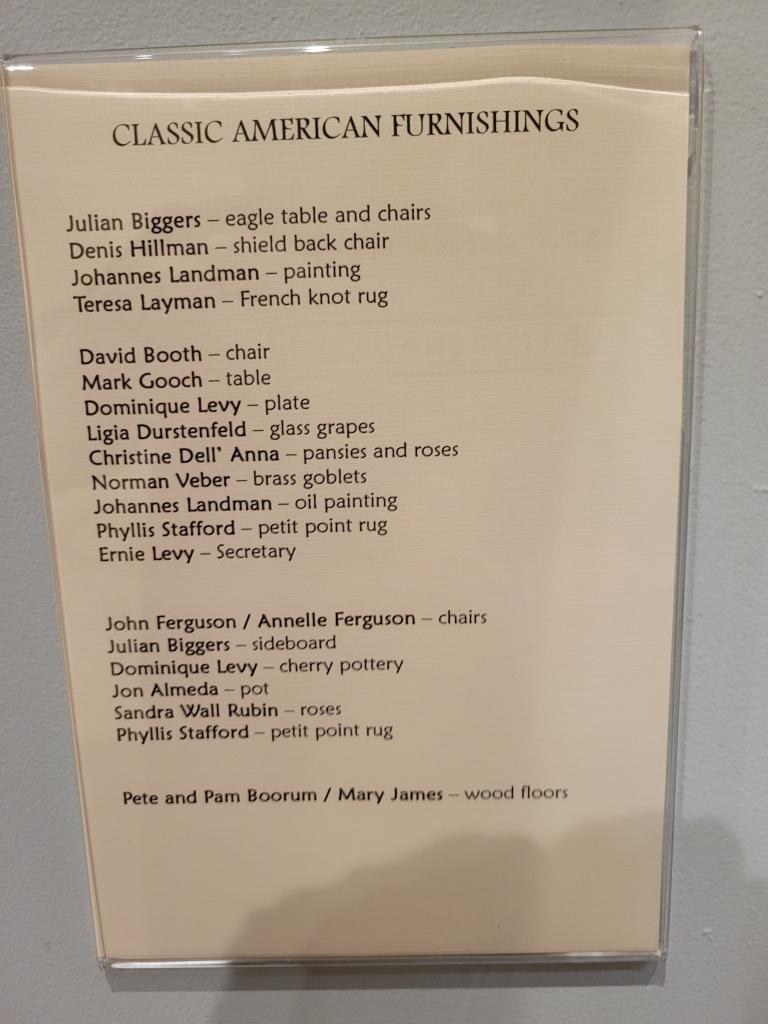 CLASSIC AMERICAN FURNISHINGS
Julian Biggers – eagle table and chairs
Denis Hillman – shield back chair
Johannes Landman – painting
Teresa Layman – French knot rug
David Booth – chair
Mark Gooch – table
Dominique Levy – plate
Ligia Durstenfeld – glass grapes
Christine Dell' Anna – pansies and roses
Norman Veber – brass goblets
Johannes Landman – oil painting
Phyllis Stafford – petit point rug
Ernie Levy – Secretary
John Ferguson / Annelle Ferguson – chairs
Julian Biggers – sideboard
Dominique Levy – cherry pottery
Jon Almeda – pot
Sandra Wall Rubin – roses
Phyllis Stafford – petit point rug
Pete and Pam Boorum / Mary James – wood floors